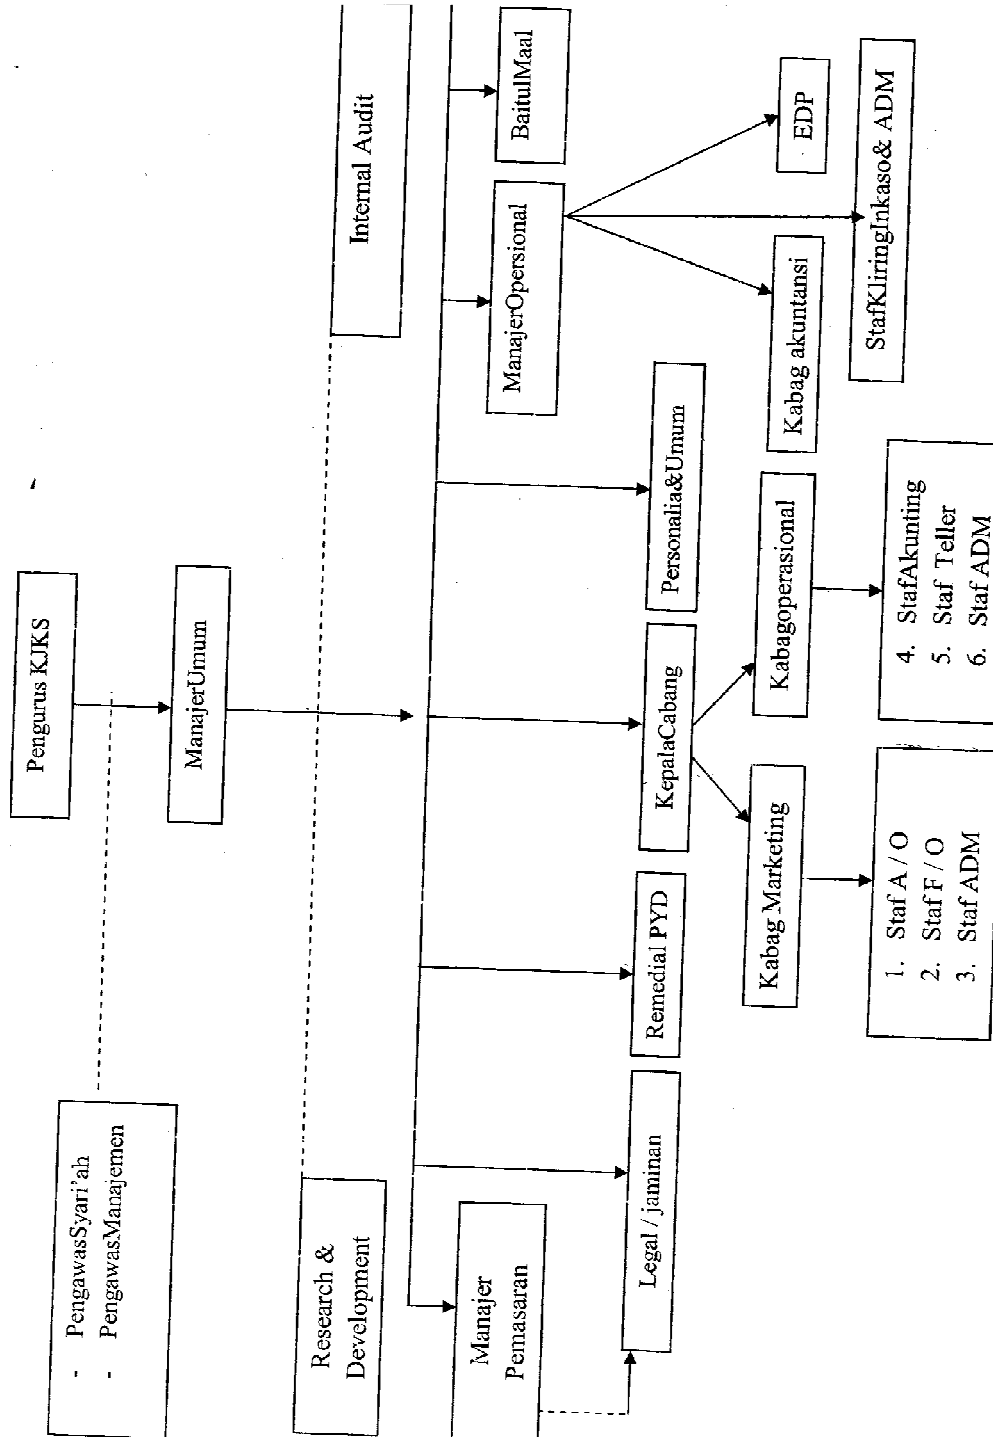 Pengurus KJKS
- PengawasSyari'ah
- PengawasManajemen
ManajerUmum
Research &
Development
Internal Audit
Manajer
Pemasaran
ManajerOpersional
BaitulMaal
Legal / jaminan
Remedial PYD
KepalaCabang
Personalia&Umum
Kabag Marketing
Kabagoperasional
Kabag akuntansi
EDP
StafKliringInkaso& ADM
1. Staf A / O
2. Staf F / O
3. Staf ADM
4. StafAkunting
5. Staf Teller
6. Staf ADM